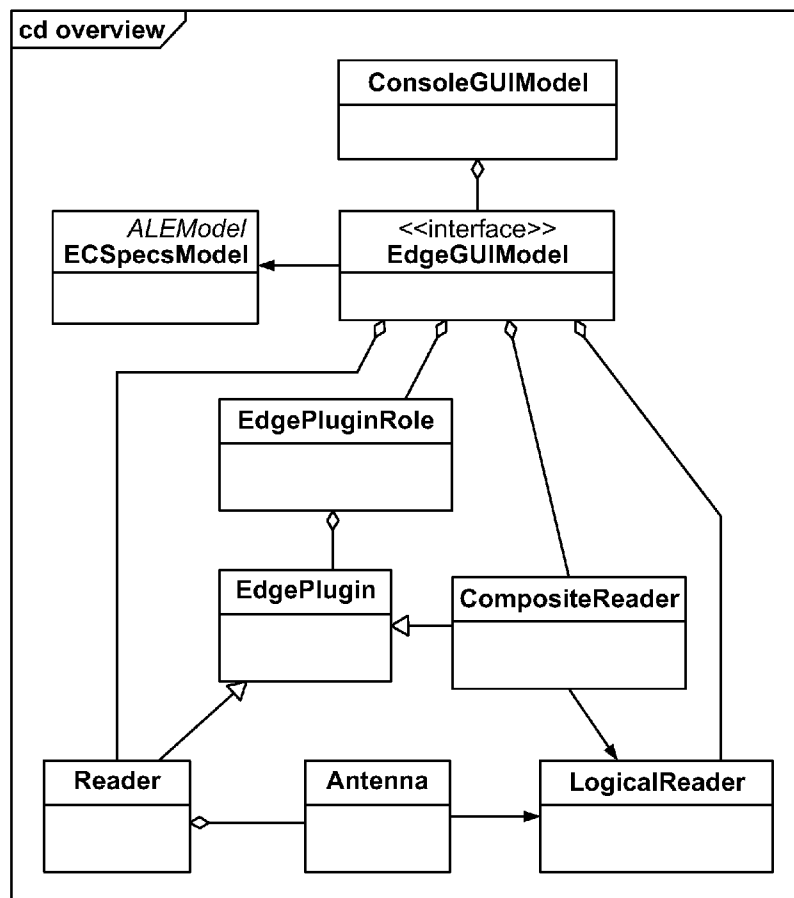 cd overview
ConsoleGUIModel
ALEModel
ECSpecsModel
<<interface>>
EdgeGUIModel
EdgePluginRole
EdgePlugin
CompositeReader
Reader
Antenna
LogicalReader